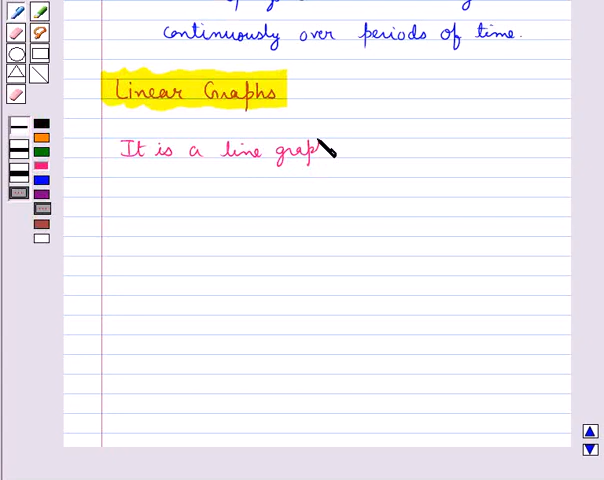 continuously over periods of time.
Linear Graphs
It is a line grap